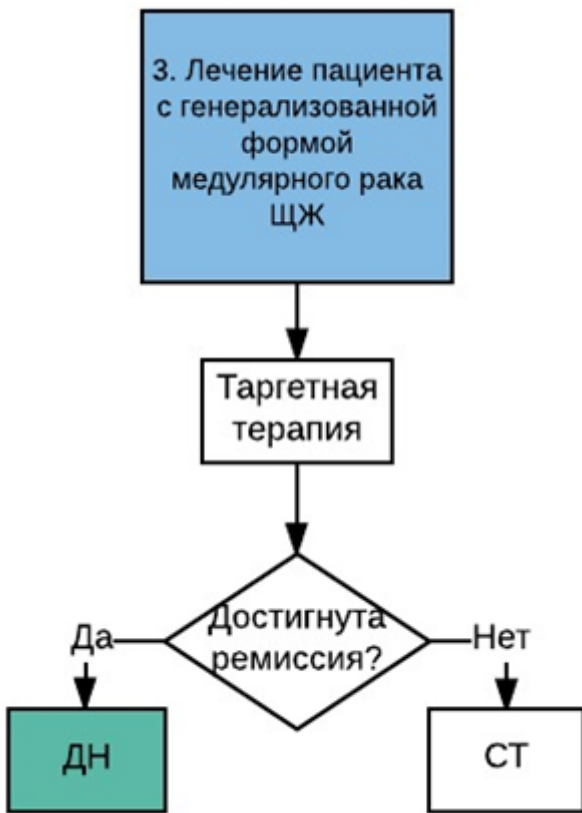 3. Лечение пациента
с генерализованной
формой
медулярного рака
ЩЖ
Таргетная
терапия
Достигнута
ремиссия?
Да
Нет
ДН
СТ